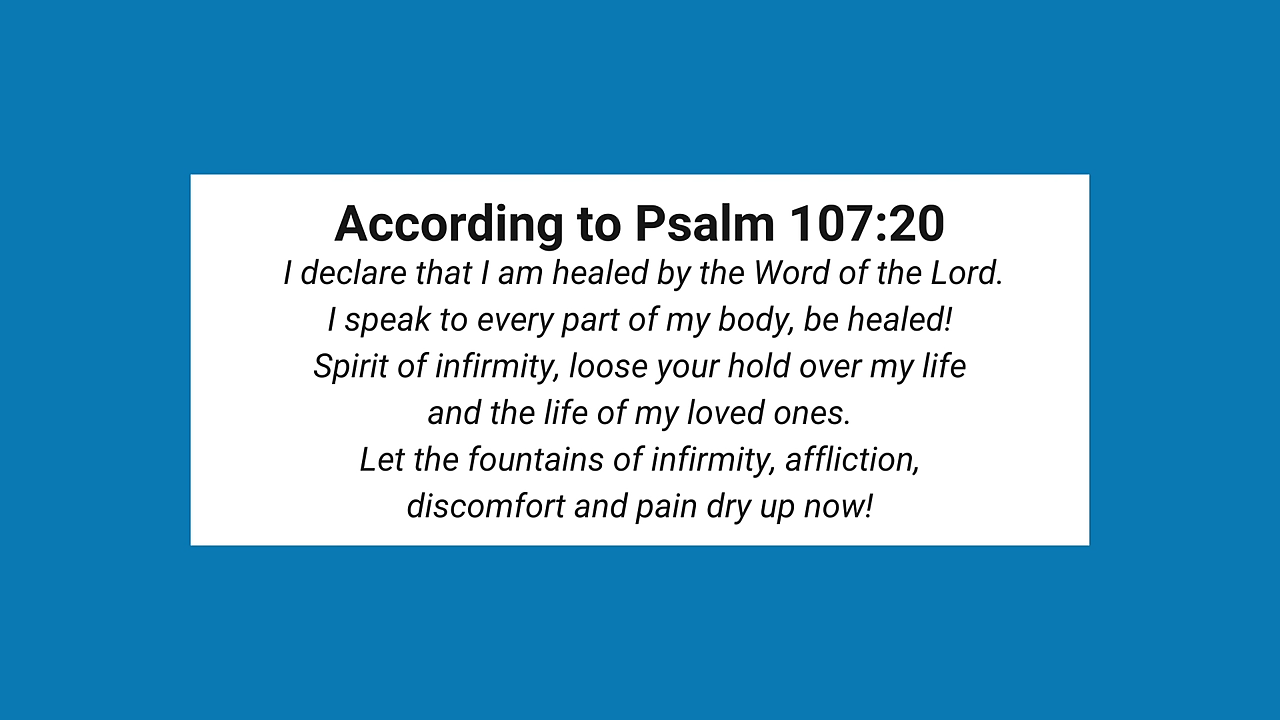 According to Psalm 107:20
I declare that I am healed by the Word of the Lord.
I speak to every part of my body, be healed!
Spirit of infirmity, loose your hold over my life
and the life of my loved ones.
Let the fountains of infirmity, affliction,
discomfort and pain dry up now!